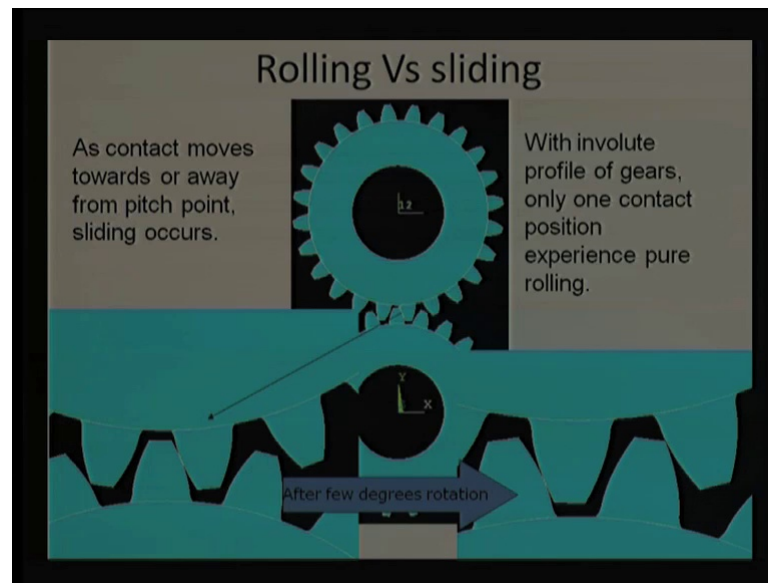 Rolling Vs sliding
As contact moves
towards or away
from pitch point,
sliding occurs.
With involute
profile of gears,
only one contact
position
experience pure
rolling.
12
Y
X
After few degrees rotation